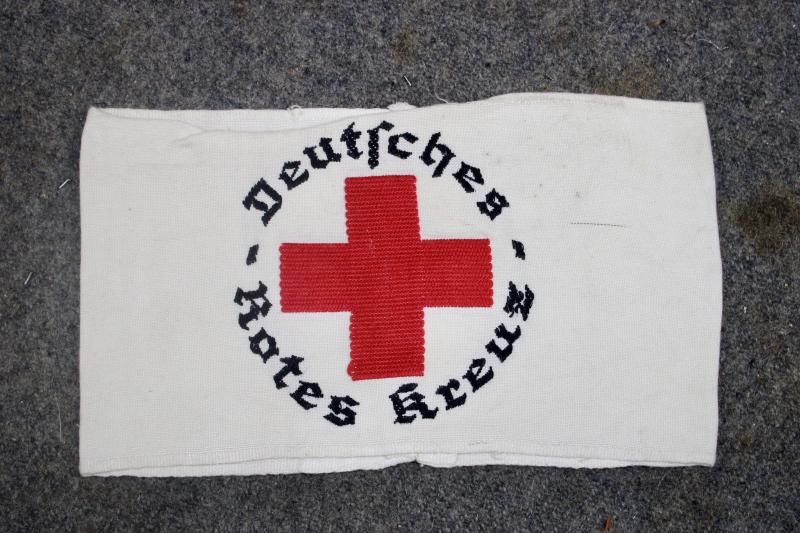 Deutſches
- Rotes Kreuz -